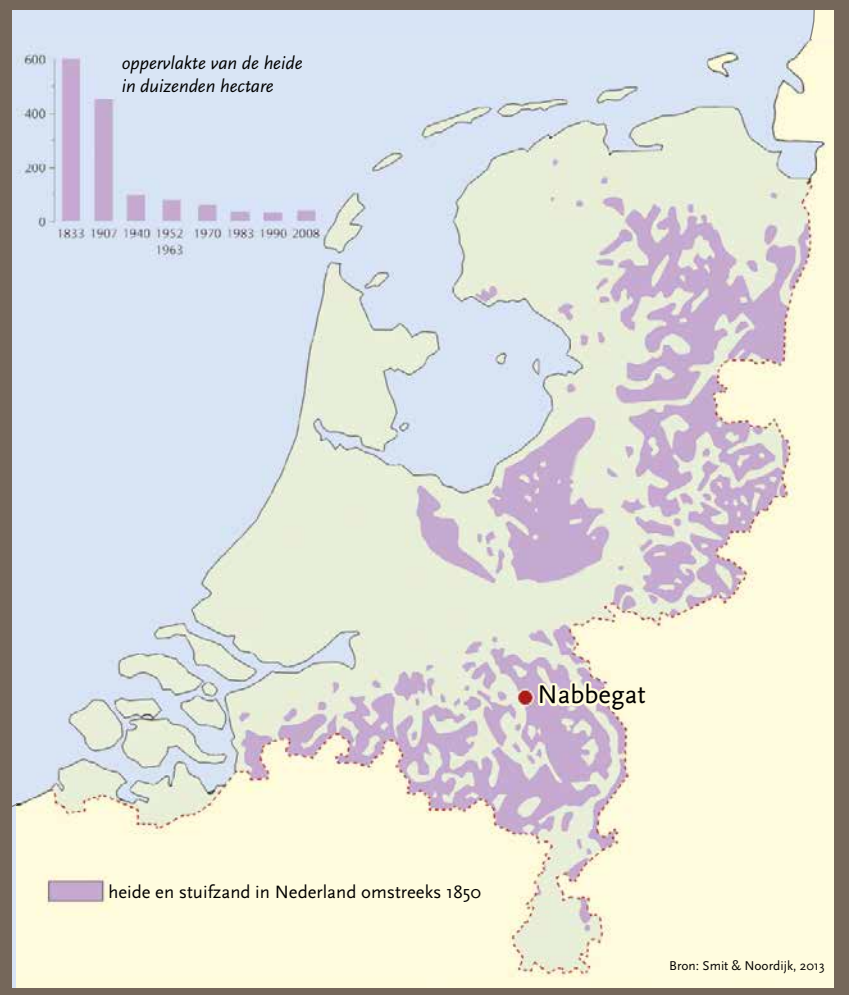 oppervlakte van de heide
in duizenden hectare
600
400
200
0
1833 1907 1940 1952 1970 1983 1990 2008
1963
Nabbegat
heide en stuifzand in Nederland omstreeks 1850
Bron: Smit & Noordijk, 2013